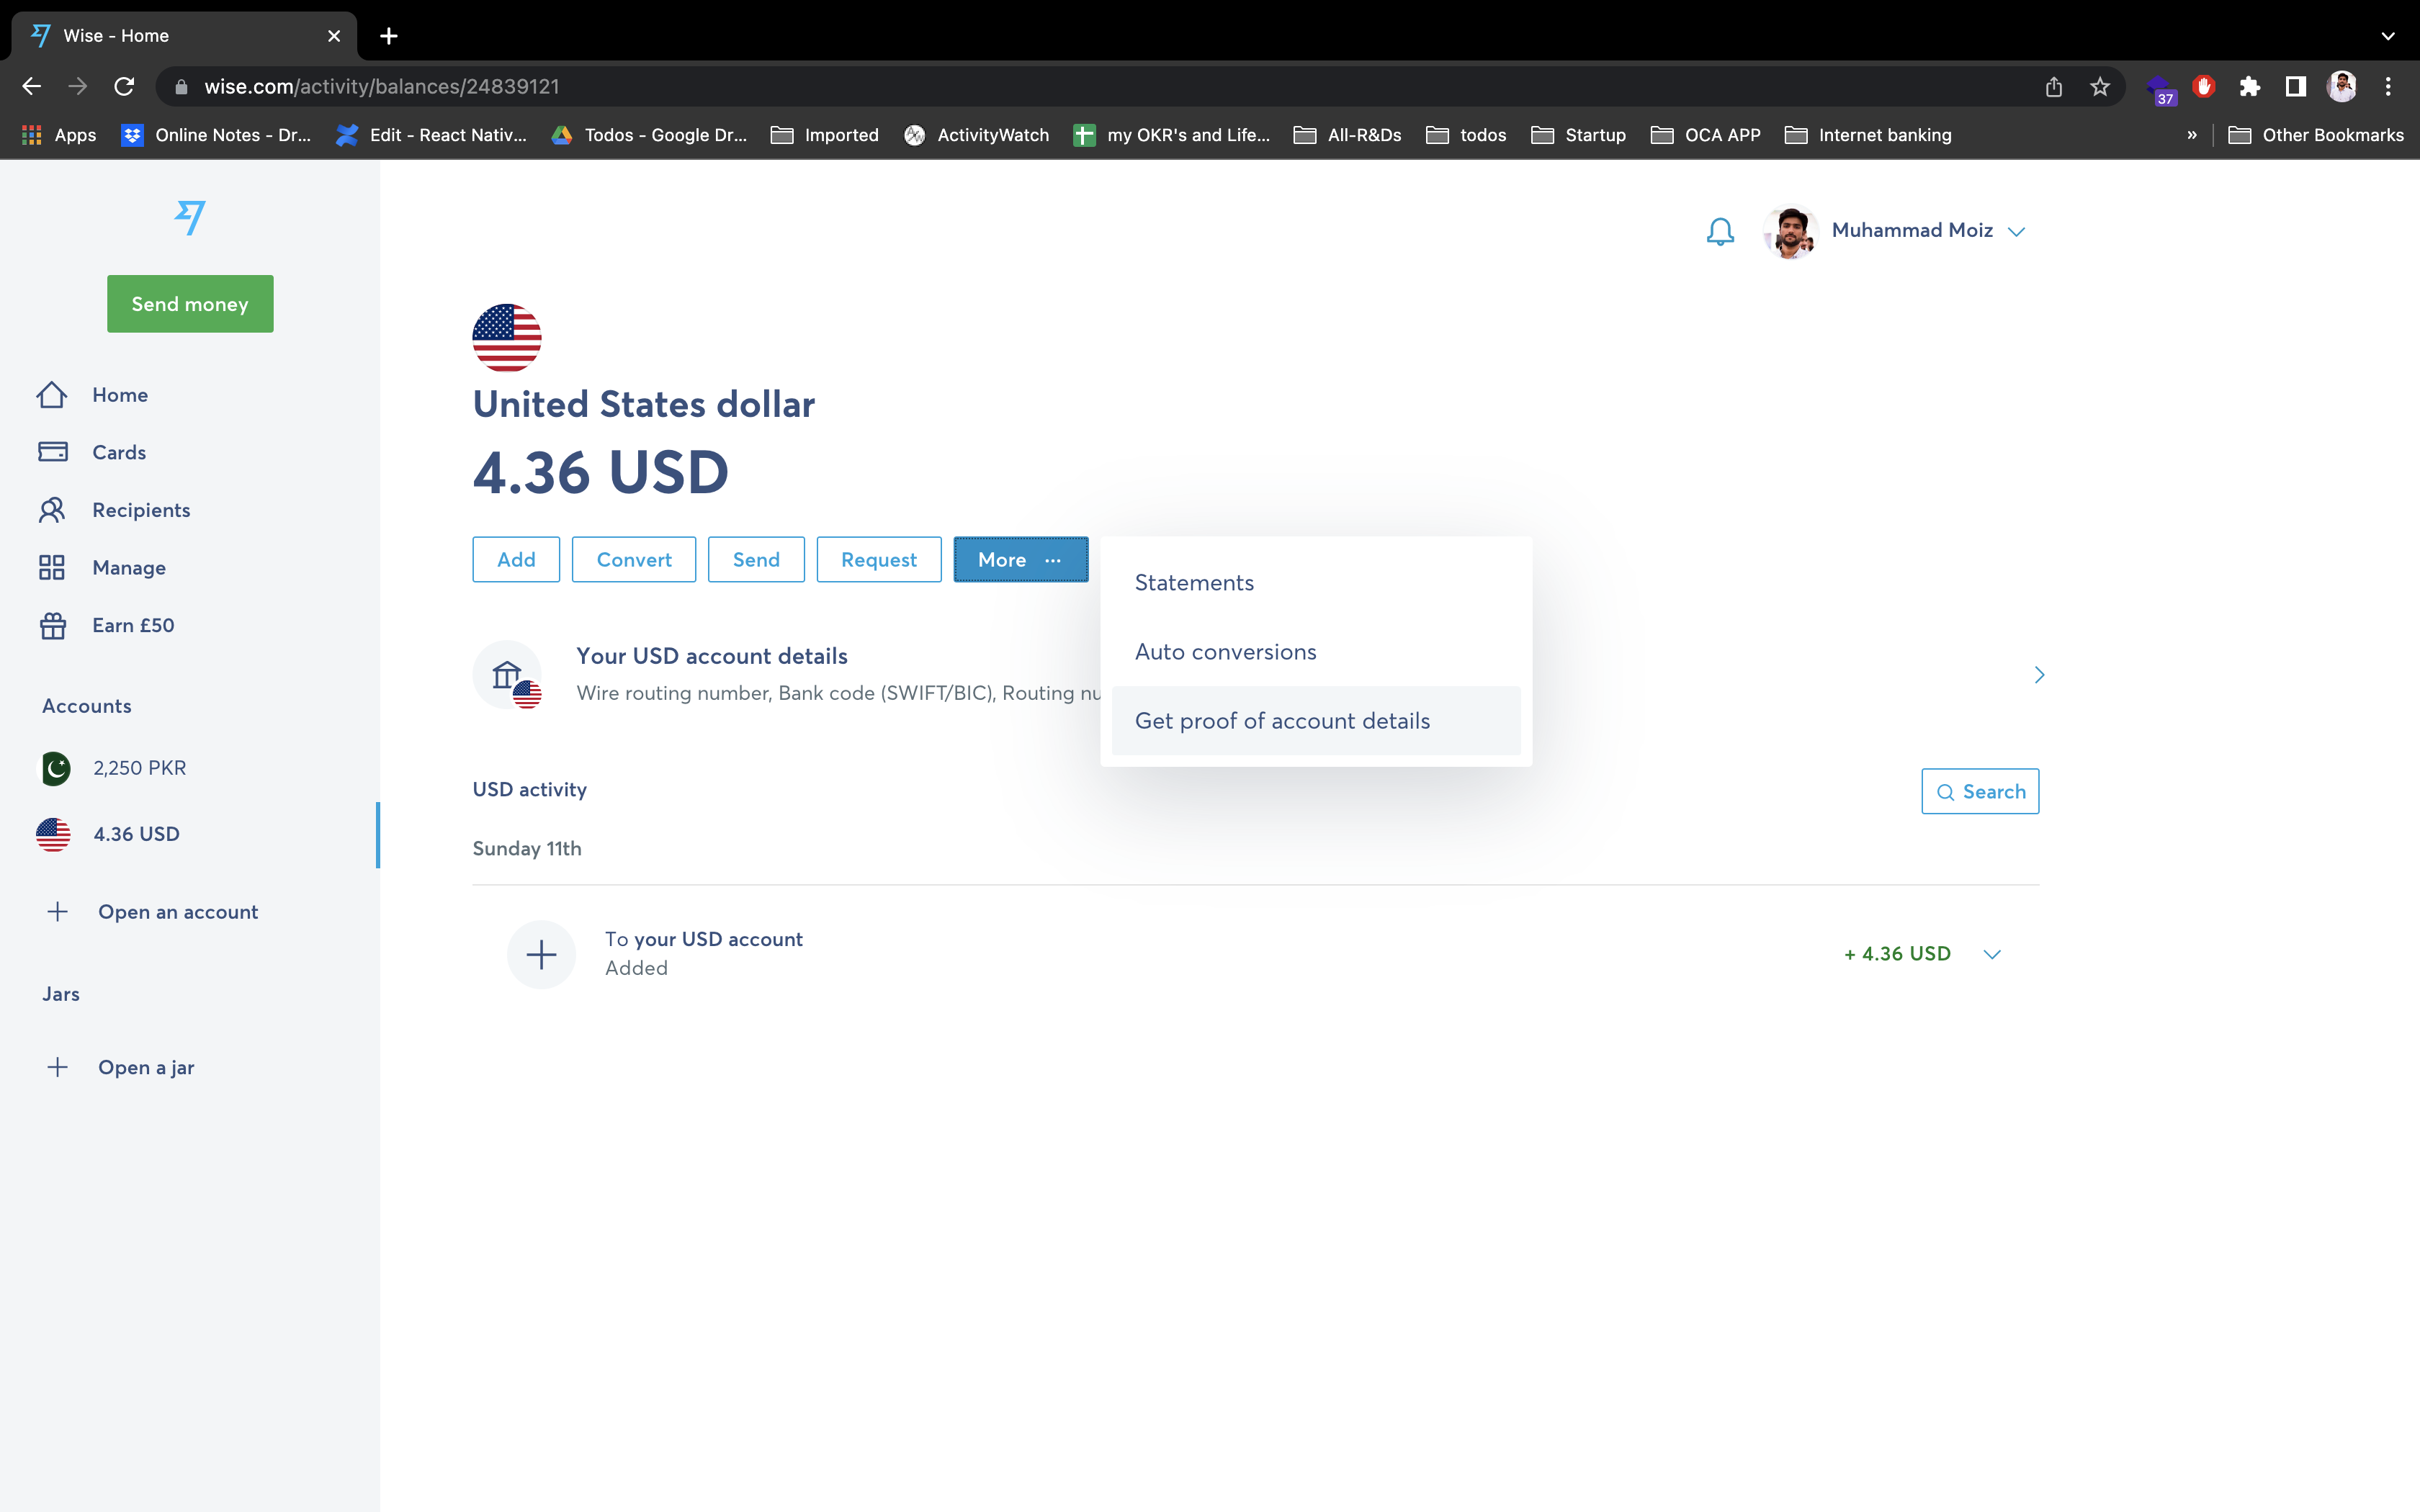 Wise - Home
wise.com/activity/balances/24839121
37
Apps
Online Notes - Dr...
Edit - React Nativ...
Todos - Google Dr...
Imported
ActivityWatch
my OKR's and Life...
All-R&Ds
todos
Startup
OCA APP
Internet banking
»
Other Bookmarks
Send money
Home
Cards
Recipients
Manage
Earn £50
Accounts
2,250 PKR
4.36 USD
Open an account
Jars
Open a jar
Muhammad Moiz
United States dollar
4.36 USD
Add
Convert
Send
Request
More ...
Statements
Auto conversions
Get proof of account details
Your USD account details
Wire routing number, Bank code (SWIFT/BIC), Routing nu
USD activity
Search
Sunday 11th
To your USD account
Added
+ 4.36 USD